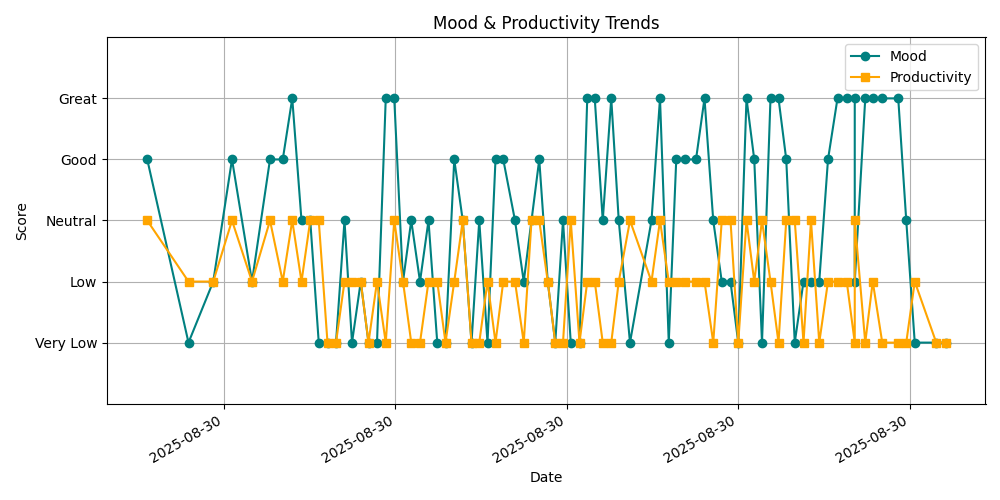 Mood & Productivity Trends
Mood
Productivity
Great
Good
Neutral
Low
Very Low
Score
2025-08-30
2025-08-30
2025-08-30
2025-08-30
2025-08-30
Date